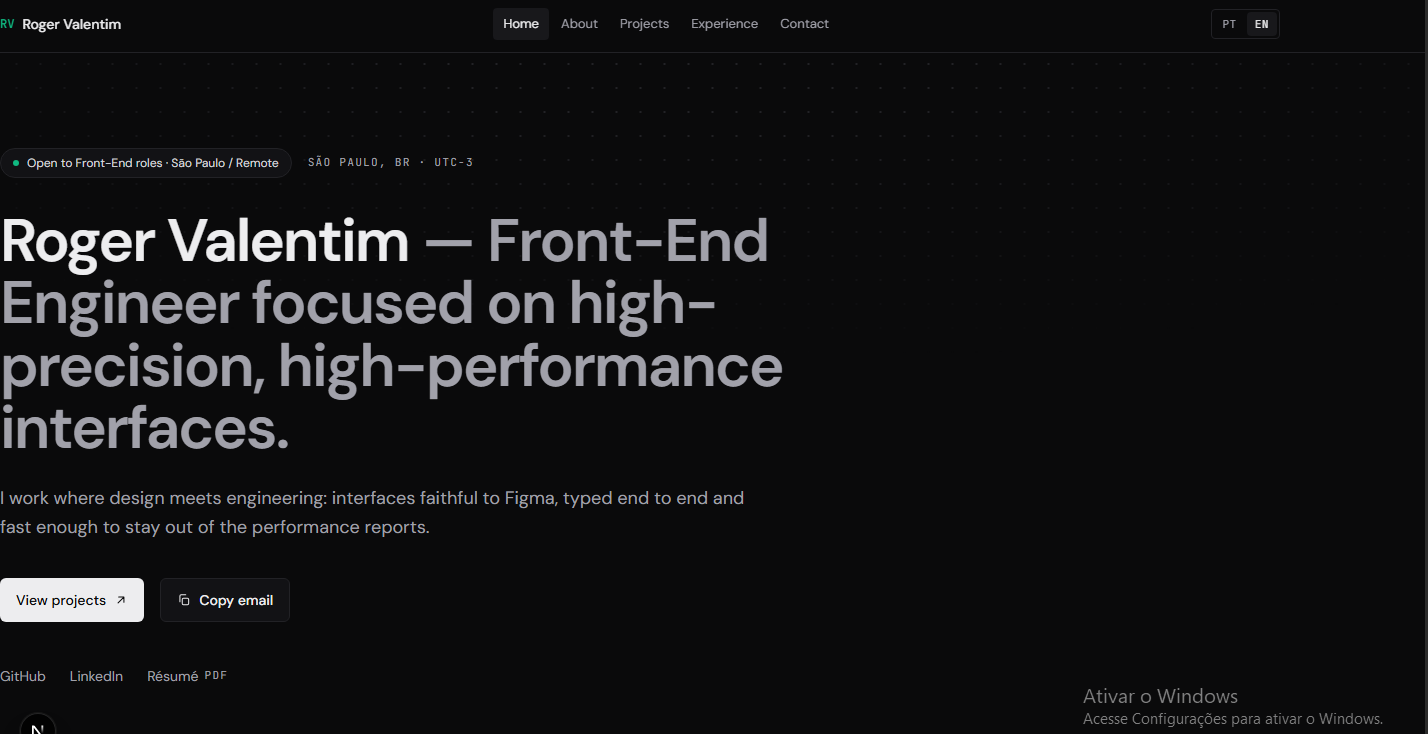 RV Roger Valentim
Home About Projects Experience Contact
PT EN
Open to Front-End roles · São Paulo / Remote
SÃO PAULO, BR · UTC-3
Roger Valentim — Front-End
Engineer focused on high-
precision, high-performance
interfaces.
I work where design meets engineering: interfaces faithful to Figma, typed end to end and
fast enough to stay out of the performance reports.
View projects
Copy email
GitHub LinkedIn Résumé PDF
N
Ativar o Windows
Acesse Configurações para ativar o Windows.